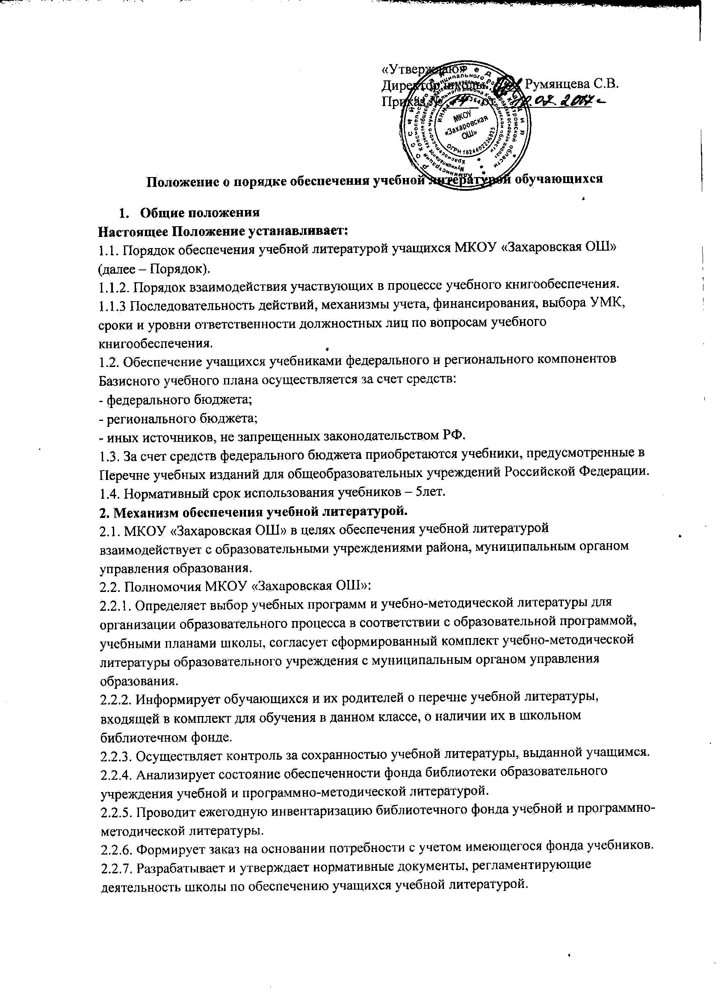 «Утверждаю»
Директор школы Румянцева С.В.
Приказ № от 10.07.2017 г
МКОУ
«Захаровская
ОШ»
ОГРН 1024402236825
Российская Федерация
Положение о порядке обеспечения учебной литературой обучающихся
1. Общие положения
Настоящее Положение устанавливает:
1.1. Порядок обеспечения учебной литературой учащихся МКОУ «Захаровская ОШ»
(далее – Порядок).
1.1.2. Порядок взаимодействия участвующих в процессе учебного книгообеспечения.
1.1.3 Последовательность действий, механизмы учета, финансирования, выбора УМК,
сроки и уровни ответственности должностных лиц по вопросам учебного
книгообеспечения.
1.2. Обеспечение учащихся учебниками федерального и регионального компонентов
Базисного учебного плана осуществляется за счет средств:
- федерального бюджета;
- регионального бюджета;
- иных источников, не запрещенных законодательством РФ.
1.3. За счет средств федерального бюджета приобретаются учебники, предусмотренные в
Перечне учебных изданий для общеобразовательных учреждений Российской Федерации.
1.4. Нормативный срок использования учебников – 5лет.
2. Механизм обеспечения учебной литературой.
2.1. МКОУ «Захаровская ОШ» в целях обеспечения учебной литературой
взаимодействует с образовательными учреждениями района, муниципальным органом
управления образования.
2.2. Полномочия МКОУ «Захаровская ОШ»:
2.2.1. Определяет выбор учебных программ и учебно-методической литературы для
организации образовательного процесса в соответствии с образовательной программой,
учебными планами школы, согласует сформированный комплект учебно-методической
литературы образовательного учреждения с муниципальным органом управления
образования.
2.2.2. Информирует обучающихся и их родителей о перечне учебной литературы,
входящей в комплект для обучения в данном классе, о наличии их в школьном
библиотечном фонде.
2.2.3. Осуществляет контроль за сохранностью учебной литературы, выданной учащимся.
2.2.4. Анализирует состояние обеспеченности фонда библиотеки образовательного
учреждения учебной и программно-методической литературой.
2.2.5. Проводит ежегодную инвентаризацию библиотечного фонда учебной и программно-
методической литературы.
2.2.6. Формирует заказ на основании потребности с учетом имеющегося фонда учебников.
2.2.7. Разрабатывает и утверждает нормативные документы, регламентирующие
деятельность школы по обеспечению учащихся учебной литературой.